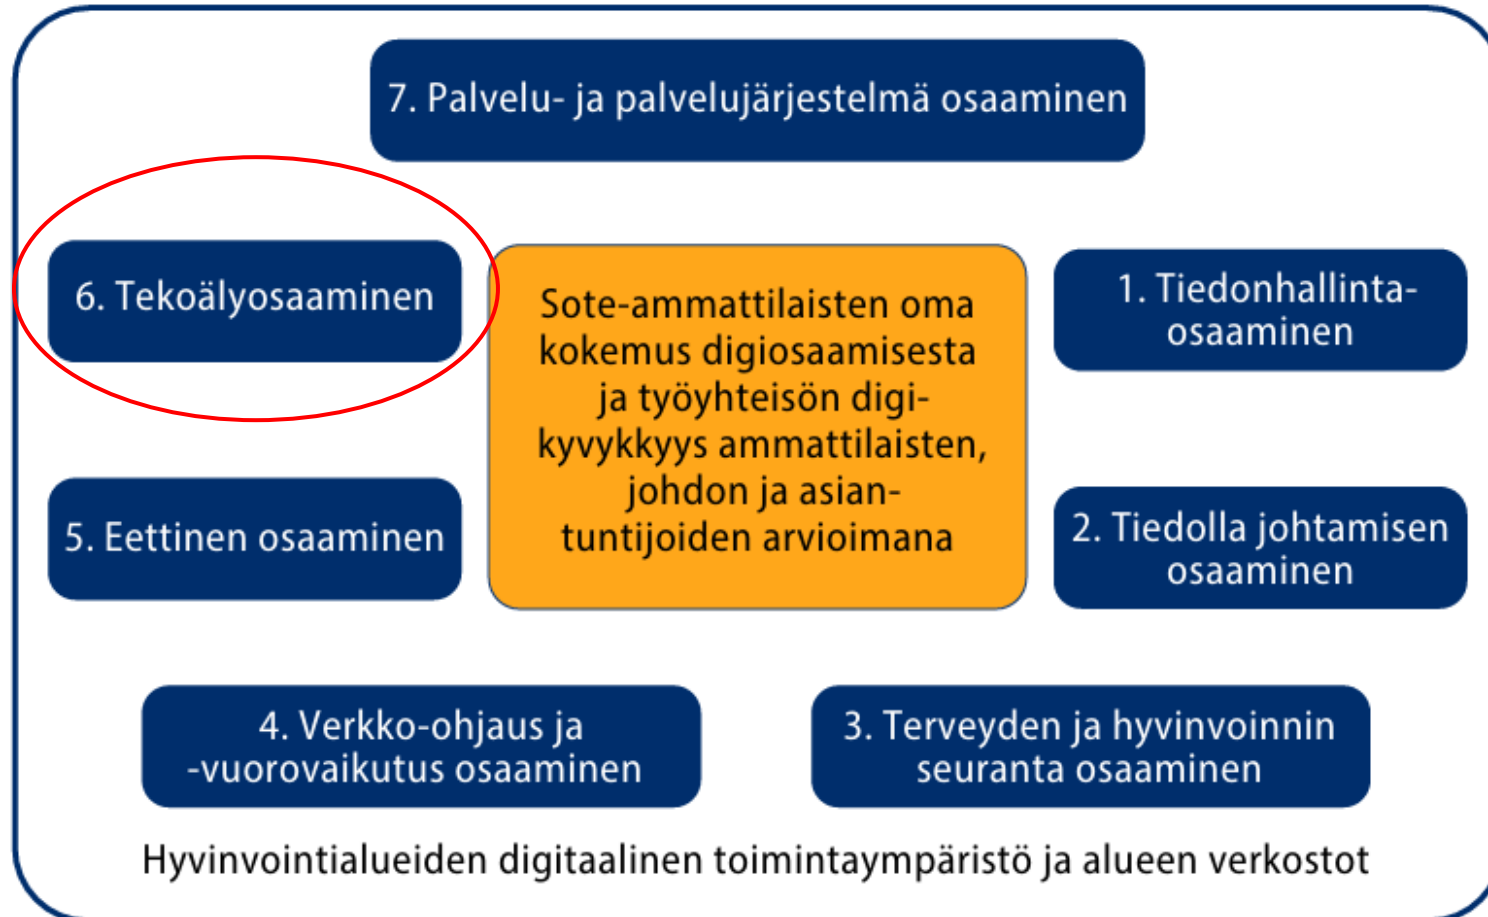 7. Palvelu- ja palvelujärjestelmä osaaminen
6. Tekoälyosaaminen
Sote-ammattilaisten oma
kokemus digiosaamisesta
ja työyhteisön digi-
kyvykkyys ammattilaisten,
johdon ja asian-
tuntijoiden arvioimana
1. Tiedonhallinta-
osaaminen
5. Eettinen osaaminen
2. Tiedolla johtamisen
osaaminen
4. Verkko-ohjaus ja
-vuorovaikutus osaaminen
3. Terveyden ja hyvinvoinnin
seuranta osaaminen
Hyvinvointialueiden digitaalinen toimintaympäristö ja alueen verkostot